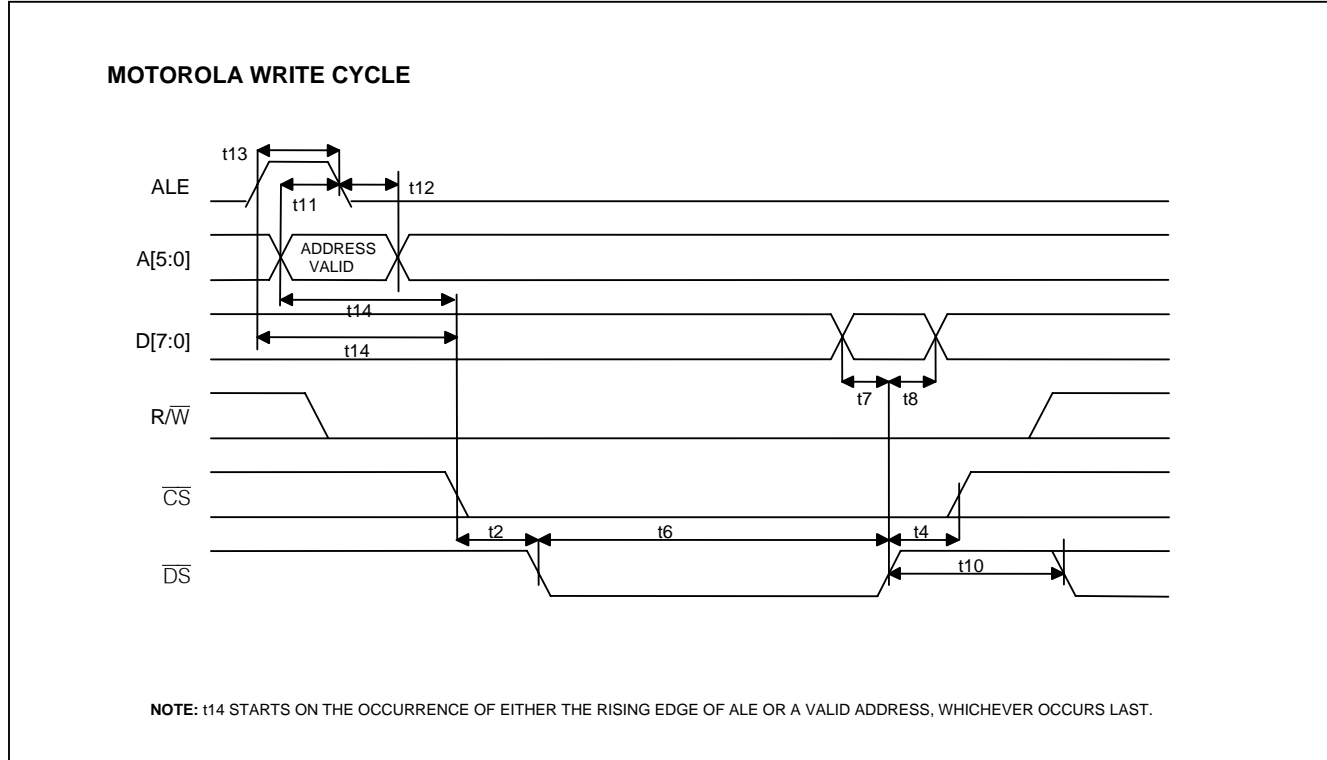 MOTOROLA WRITE CYCLE
t13
ALE
t11
t12
A[5:0]
ADDRESS
VALID
t14
D[7:0]
t14
t7
t8
R/W̅
C̅S̅
t2
t6
t4
D̅S̅
t10
NOTE: t14 STARTS ON THE OCCURRENCE OF EITHER THE RISING EDGE OF ALE OR A VALID ADDRESS, WHICHEVER OCCURS LAST.